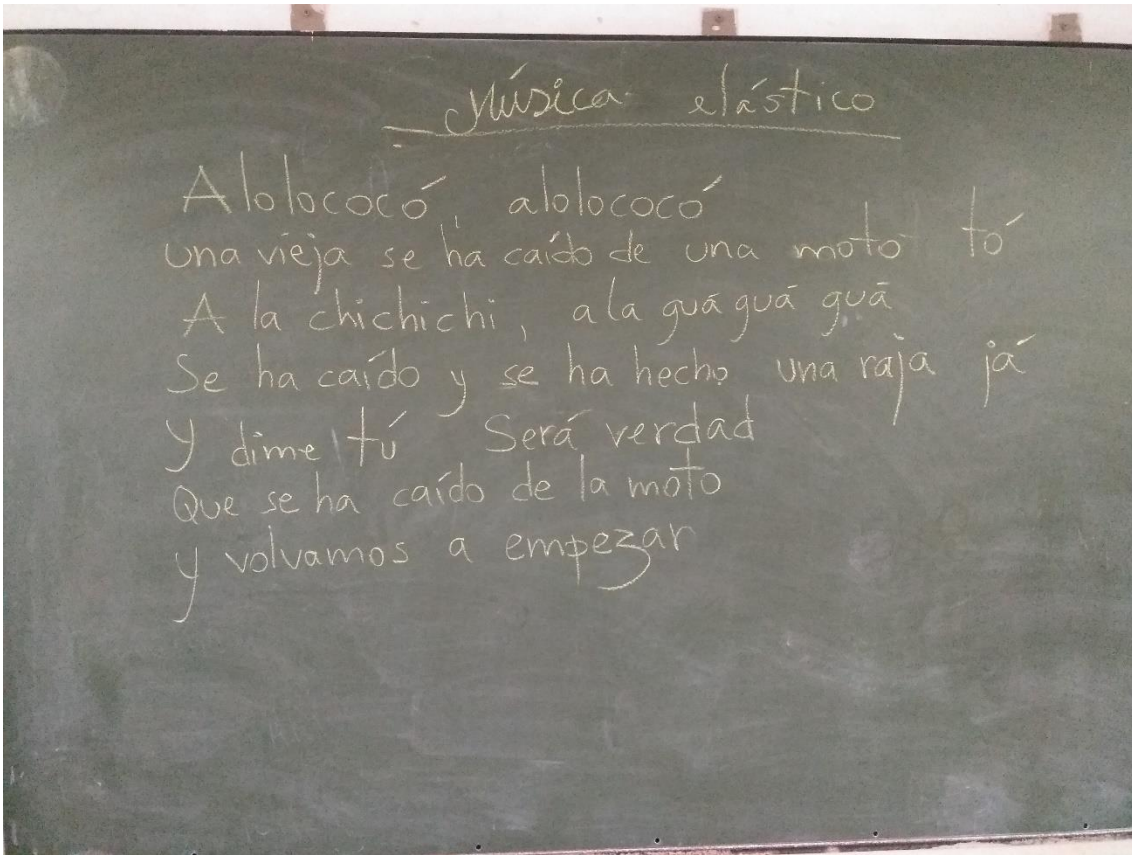 Música elástico
Alolococó, alolococó
una vieja se ha caído de una moto tó
A la chichichi, a la guá guá guá
Se ha caído y se ha hecho una raja já
Y dime tú Será verdad
Que se ha caído de la moto
y volvamos a empezar